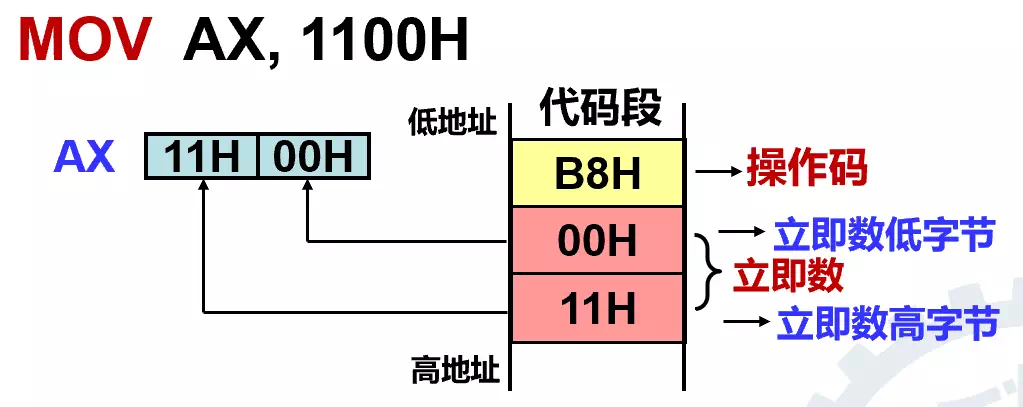 MOV AX, 1100H
低地址
代码段
AX
11H
00H
B8H
操作码
00H
立即数低字节
立即数
11H
立即数高字节
高地址